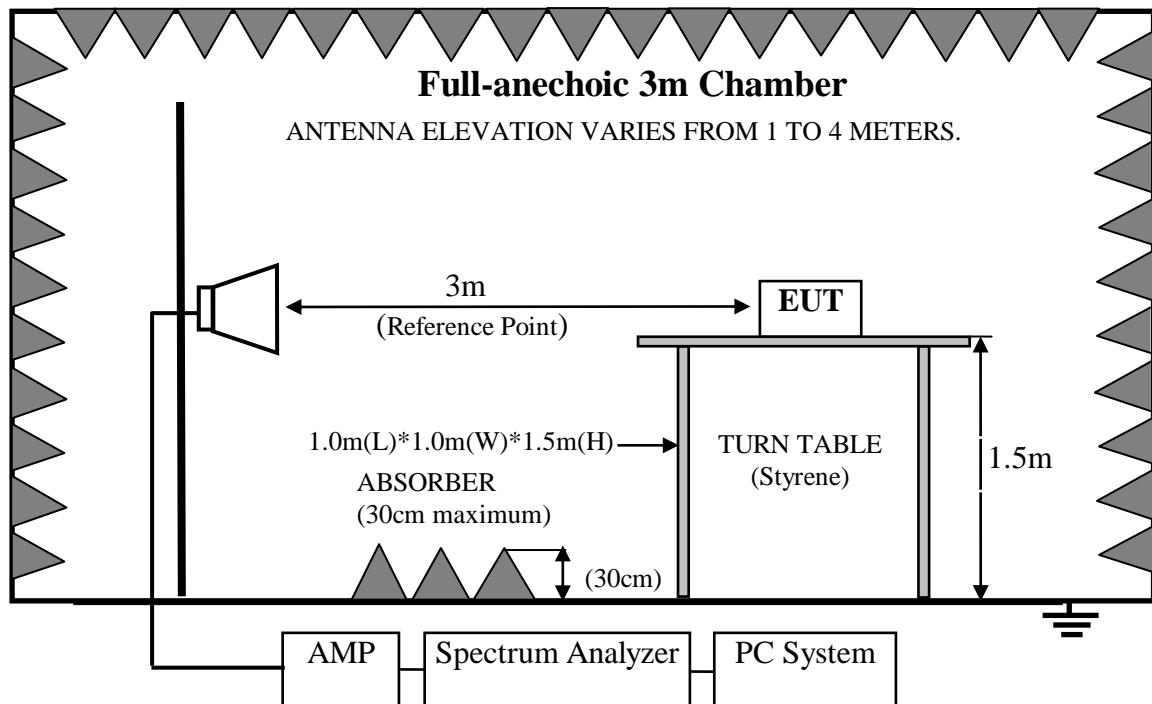 Full-anechoic 3m Chamber
ANTENNA ELEVATION VARIES FROM 1 TO 4 METERS.
3m
(Reference Point)
EUT
1.0m(L)*1.0m(W)*1.5m(H)
TURN TABLE
(Styrene)
1.5m
ABSORBER
(30cm maximum)
(30cm)
AMP
Spectrum Analyzer
PC System